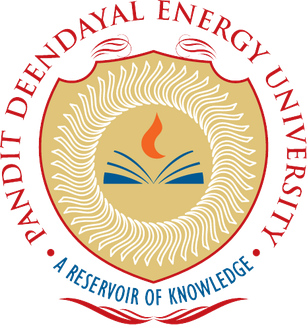 PANDIT DEENDAYAL ENERGY UNIVERSITY
• A RESERVOIR OF KNOWLEDGE •